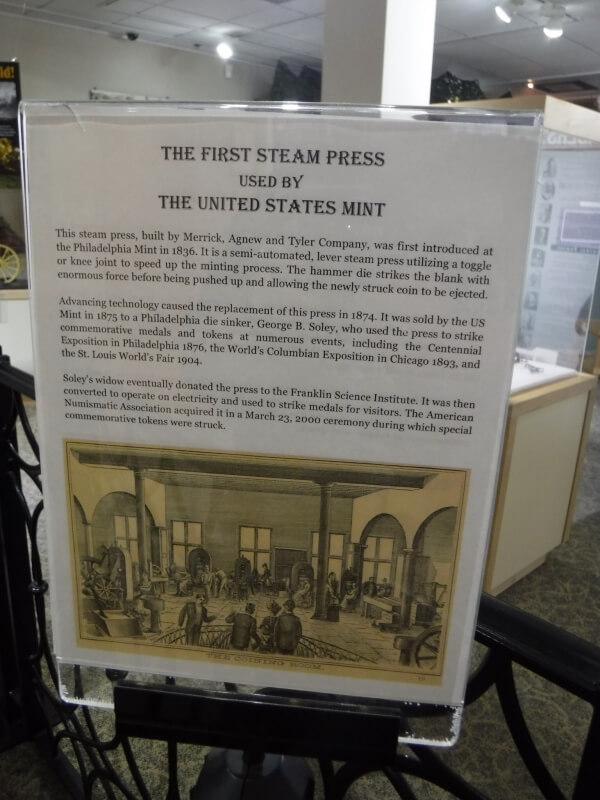 THE FIRST STEAM PRESS
USED BY
THE UNITED STATES MINT
This steam press, built by Merrick, Agnew and Tyler Company, was first introduced at
the Philadelphia Mint in 1836. It is a semi-automated, lever steam press utilizing a toggle
or knee joint to speed up the minting process. The hammer die strikes the blank with
enormous force before being pushed up and allowing the newly struck coin to be ejected.
Advancing technology caused the replacement of this press in 1874. It was sold by the US
Mint in 1875 to a Philadelphia die sinker, George B. Soley, who used the press to strike
commemorative medals and tokens at numerous events, including the Centennial
Exposition in Philadelphia 1876, the World's Columbian Exposition in Chicago 1893, and
the St. Louis World's Fair 1904.
Soley's widow eventually donated the press to the Franklin Science Institute. It was then
converted to operate on electricity and used to strike medals for visitors. The American
Numismatic Association acquired it in a March 23, 2000 ceremony during which special
commemorative tokens were struck.
THE COINING ROOM.